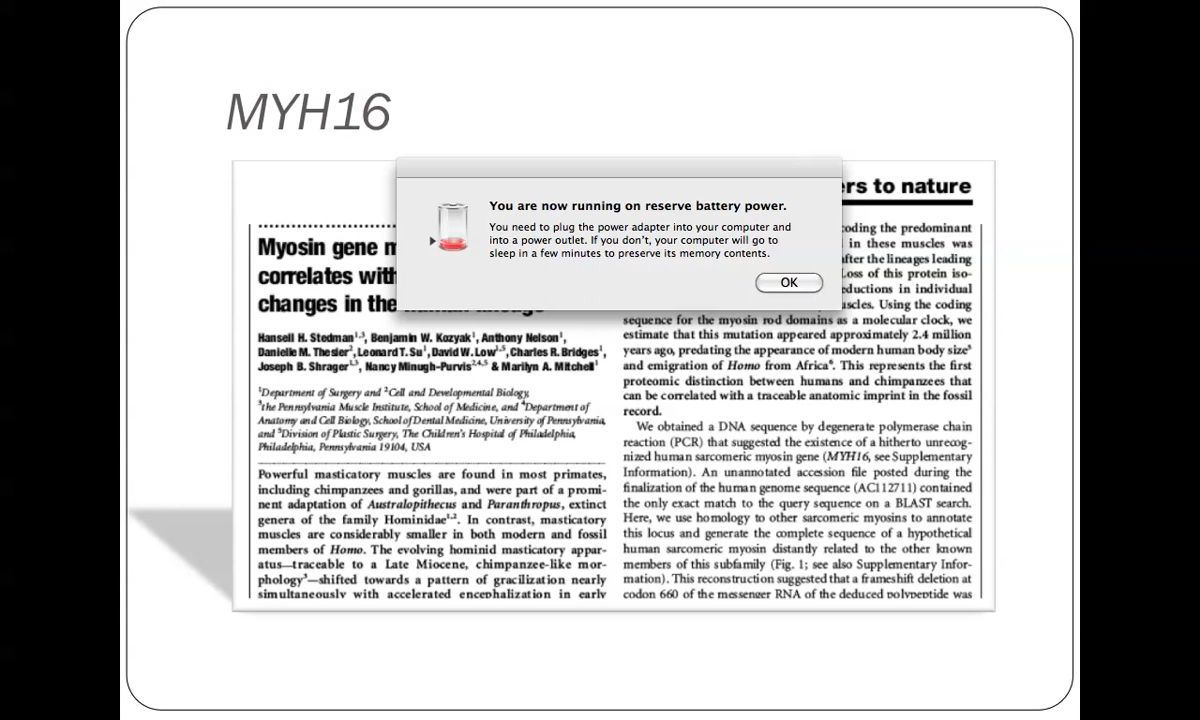 MYH16
ers to nature
You are now running on reserve battery power.
You need to plug the power adapter into your computer and
into a power outlet. If you don't, your computer will go to
sleep in a few minutes to preserve its memory contents.
OK
Myosin gene m
correlates with
changes in the human lineage
Hansell H. Stedman1,3, Benjamin W. Kozyak1, Anthony Nelson1,
Danielle M. Thesier2, Leonard T. Su1, David W. Low1,5, Charles R. Bridges1,
Joseph B. Shrager1,3, Nancy Minugh-Purvis2,4,5 & Marilyn A. Mitchell1
1Department of Surgery and 2Cell and Developmental Biology,
3the Pennsylvania Muscle Institute, School of Medicine, and 4Department of
Anatomy and Cell Biology, School of Dental Medicine, University of Pennsylvania,
and 5Division of Plastic Surgery, The Children's Hospital of Philadelphia,
Philadelphia, Pennsylvania 19104, USA
Powerful masticatory muscles are found in most primates,
including chimpanzees and gorillas, and were part of a promi-
nent adaptation of Australopithecus and Paranthropus, extinct
genera of the family Hominidae1,2. In contrast, masticatory
muscles are considerably smaller in both modern and fossil
members of Homo. The evolving hominid masticatory appar-
atus—traceable to a Late Miocene, chimpanzee-like mor-
phology3—shifted towards a pattern of gracilization nearly
simultaneously with accelerated encephalization in early
coding the predominant
in these muscles was
after the lineages leading
Loss of this protein iso-
eductions in individual
uscles. Using the coding
sequence for the myosin rod domains as a molecular clock, we
estimate that this mutation appeared approximately 2.4 million
years ago, predating the appearance of modern human body size5
and emigration of Homo from Africa6. This represents the first
proteomic distinction between humans and chimpanzees that
can be correlated with a traceable anatomic imprint in the fossil
record.
We obtained a DNA sequence by degenerate polymerase chain
reaction (PCR) that suggested the existence of a hitherto unrecog-
nized human sarcomeric myosin gene (MYH16, see Supplementary
Information). An unannotated accession file posted during the
finalization of the human genome sequence (AC112711) contained
the only exact match to the query sequence on a BLAST search.
Here, we use homology to other sarcomeric myosins to annotate
this locus and generate the complete sequence of a hypothetical
human sarcomeric myosin distantly related to the other known
members of this subfamily (Fig. 1; see also Supplementary Infor-
mation). This reconstruction suggested that a frameshift deletion at
codon 660 of the messenger RNA of the deduced polypeptide was